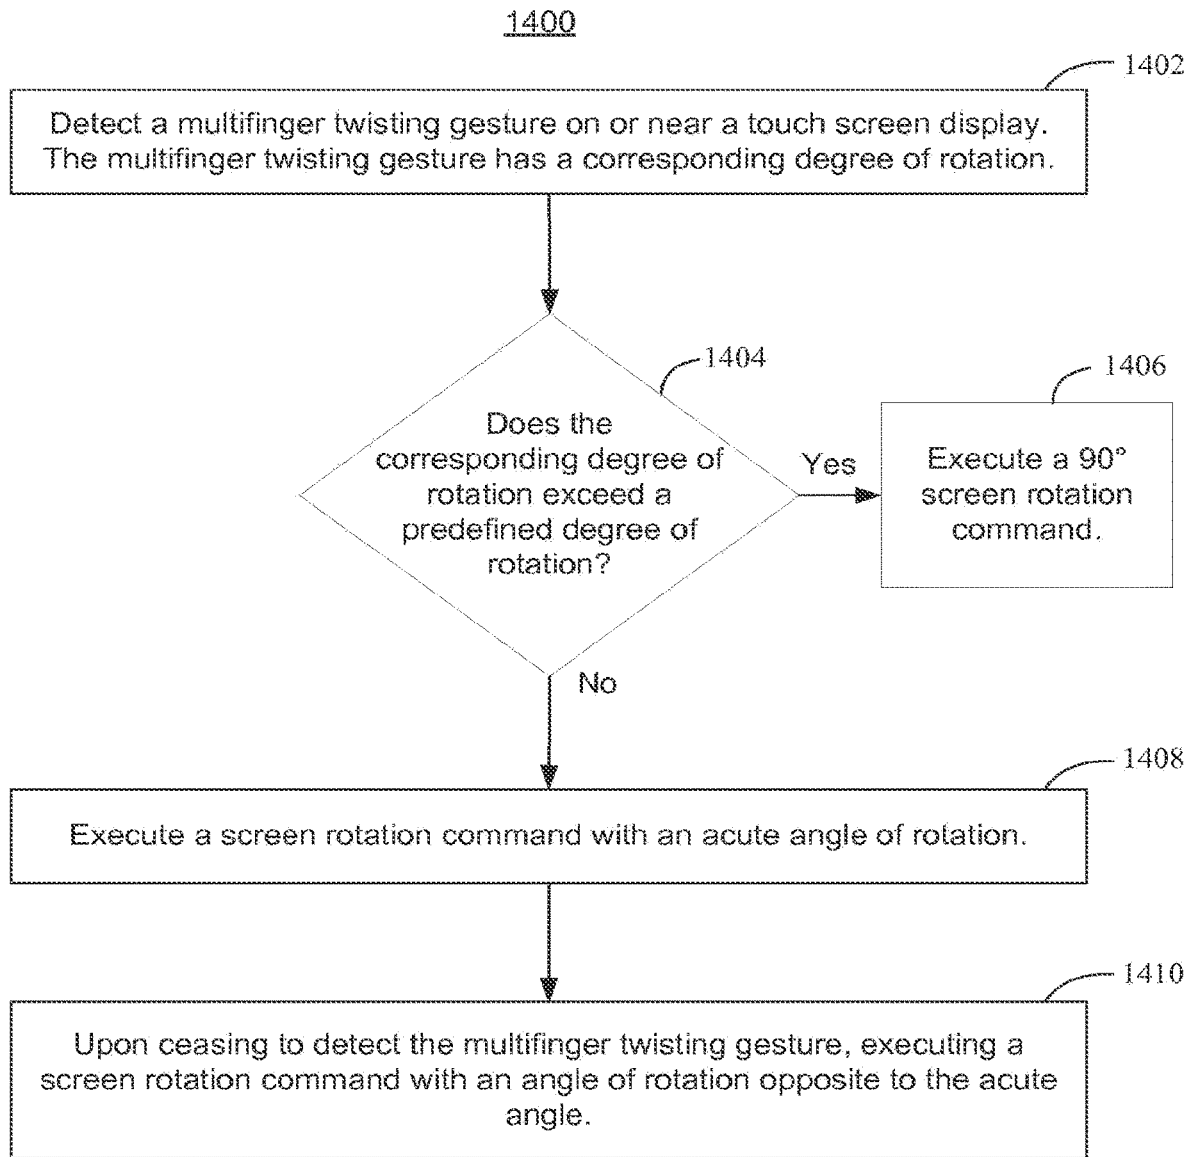 1400
1402
Detect a multifinger twisting gesture on or near a touch screen display.
The multifinger twisting gesture has a corresponding degree of rotation.
1404
Does the
corresponding degree of
rotation exceed a
predefined degree of
rotation?
Yes
1406
Execute a 90°
screen rotation
command.
No
1408
Execute a screen rotation command with an acute angle of rotation.
1410
Upon ceasing to detect the multifinger twisting gesture, executing a
screen rotation command with an angle of rotation opposite to the acute
angle.